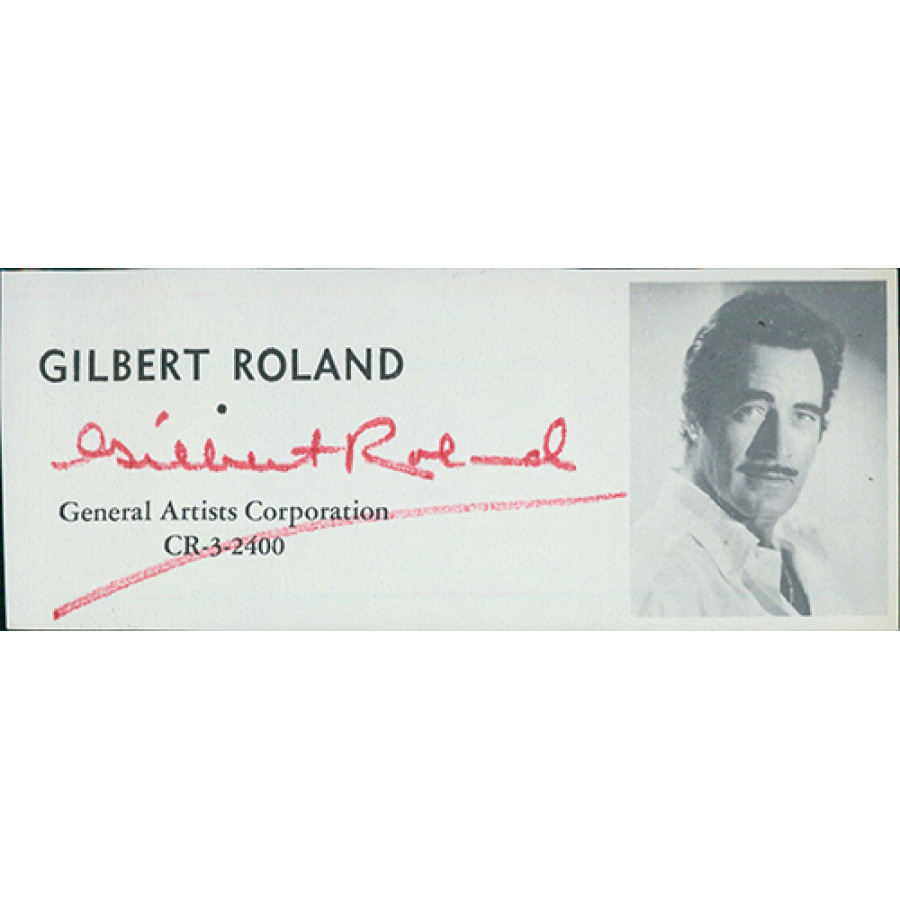 GILBERT ROLAND
Gilbert Roland
General Artists Corporation
CR-3-2400